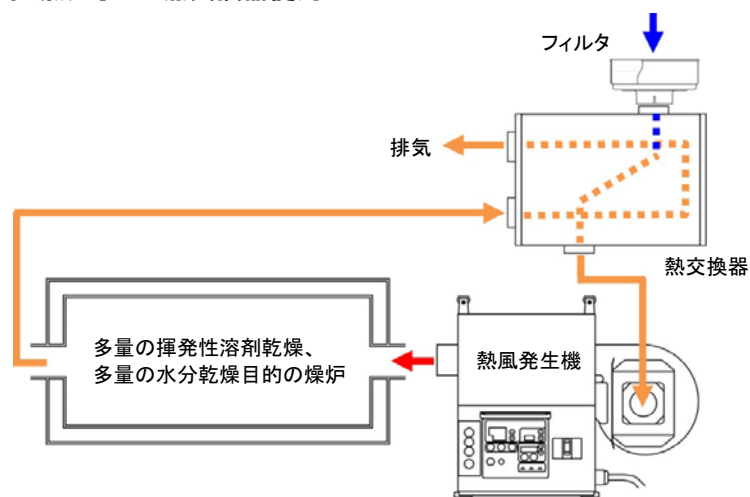 フィルタ
排気
熱交換器
多量の揮発性溶剤乾燥、
多量の水分乾燥目的の燥炉
熱風発生機